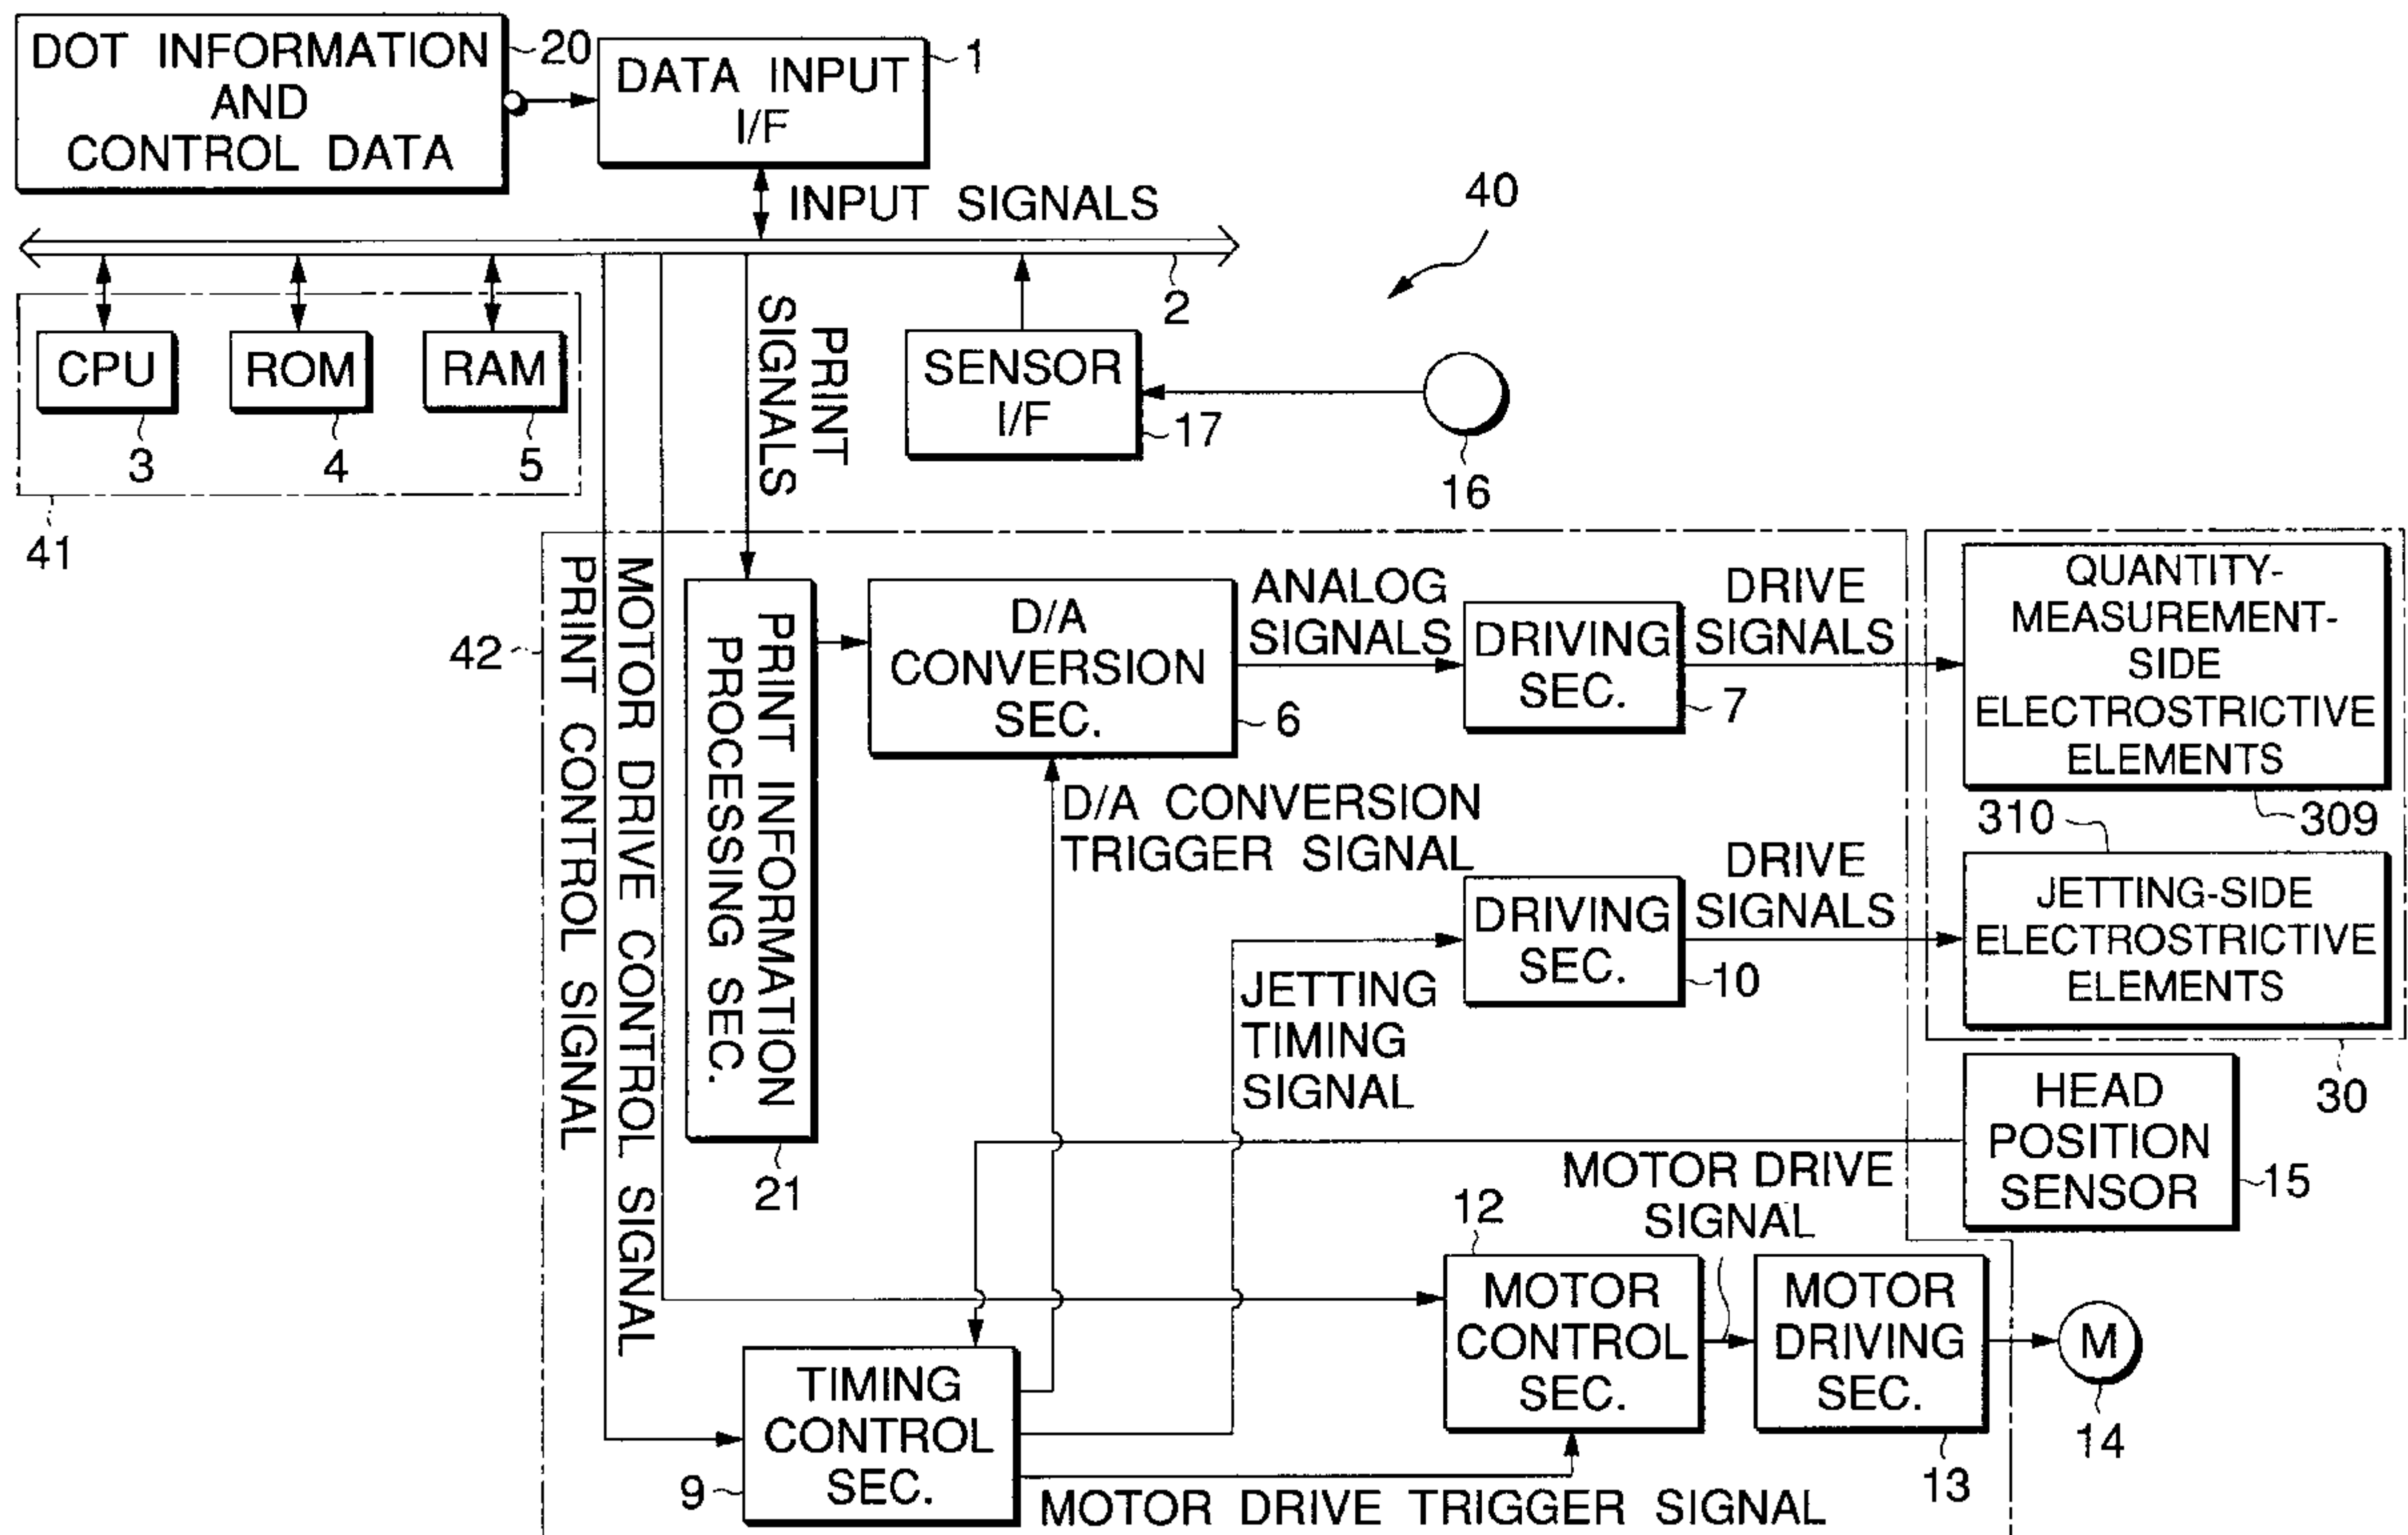 DOT INFORMATION
AND
CONTROL DATA
20
DATA INPUT
I/F
1
INPUT SIGNALS
40
2
CPU
3
ROM
4
RAM
5
41
PRINT
SIGNALS
SENSOR
I/F
17
16
42
PRINT CONTROL SIGNAL
MOTOR DRIVE CONTROL SIGNAL
PRINT INFORMATION
PROCESSING SEC.
21
D/A
CONVERSION
SEC.
6
ANALOG
SIGNALS
DRIVING
SEC.
7
DRIVE
SIGNALS
QUANTITY-
MEASUREMENT-
SIDE
ELECTROSTRICTIVE
ELEMENTS
309
D/A CONVERSION
TRIGGER SIGNAL
310
DRIVING
SEC.
10
DRIVE
SIGNALS
JETTING-SIDE
ELECTROSTRICTIVE
ELEMENTS
30
JETTING
TIMING
SIGNAL
HEAD
POSITION
SENSOR
15
MOTOR DRIVE
SIGNAL
12
MOTOR
CONTROL
SEC.
MOTOR
DRIVING
SEC.
13
M
14
TIMING
CONTROL
SEC.
9
MOTOR DRIVE TRIGGER SIGNAL